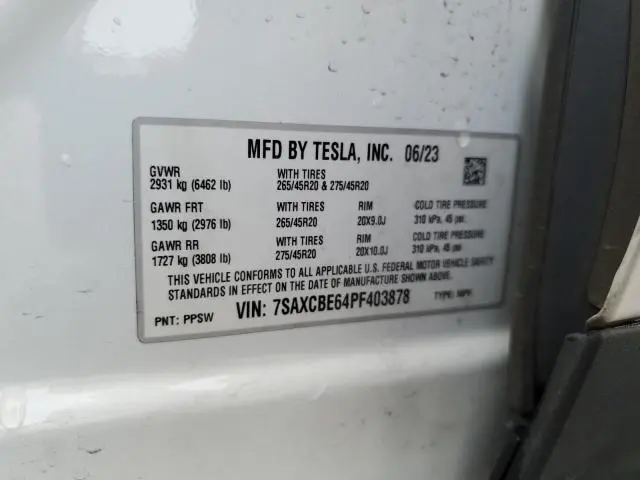 MFD BY TESLA, INC. 06/23
GVWR WITH TIRES
2931 kg (6462 lb) 265/45R20 & 275/45R20
GAWR FRT WITH TIRES RIM COLD TIRE PRESSURE
1350 kg (2976 lb) 265/45R20 20X9.0J 310 kPa, 45 psi
GAWR RR WITH TIRES RIM COLD TIRE PRESSURE
1727 kg (3808 lb) 275/45R20 20X10.0J 310 kPa, 45 psi
THIS VEHICLE CONFORMS TO ALL APPLICABLE U.S. FEDERAL MOTOR VEHICLE SAFETY
STANDARDS IN EFFECT ON THE DATE OF MANUFACTURE SHOWN ABOVE.
PNT: PPSW VIN: 7SAXCBE64PF403878 TYPE: MPV